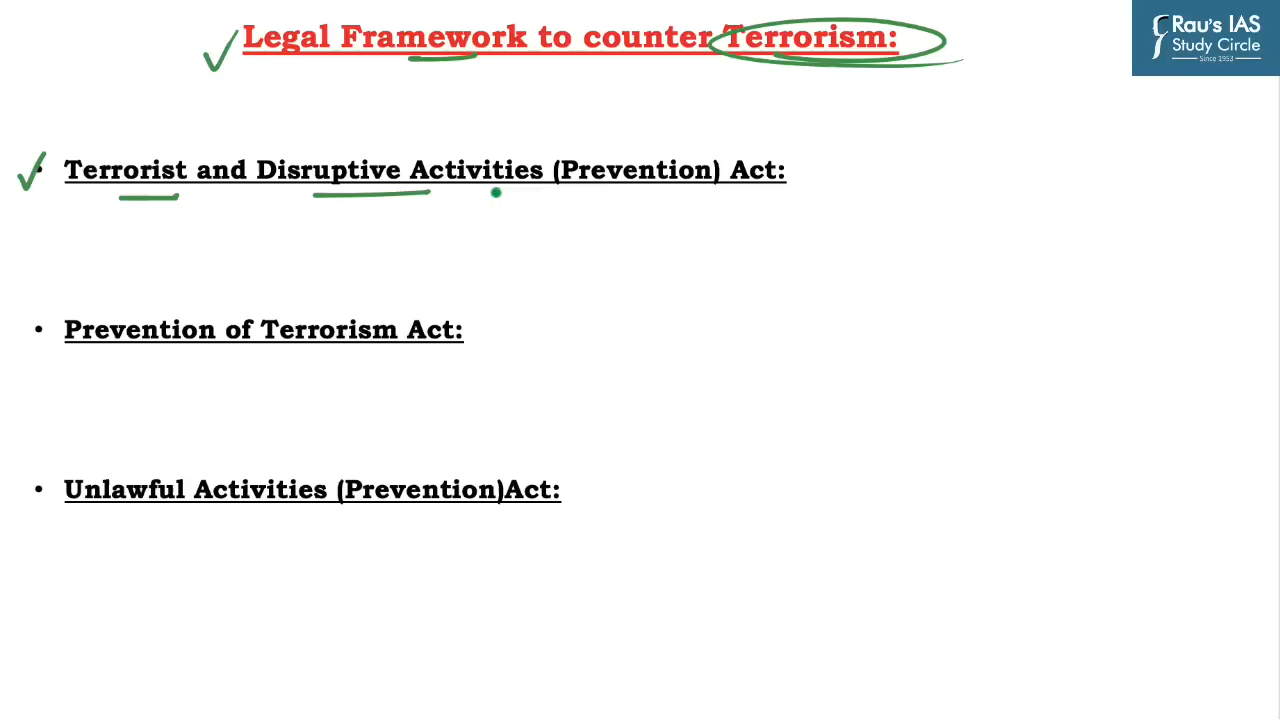 Legal Framework to counter Terrorism:
Rau's IAS
Study Circle
Since 1953
• Terrorist and Disruptive Activities (Prevention) Act:
• Prevention of Terrorism Act:
• Unlawful Activities (Prevention)Act: